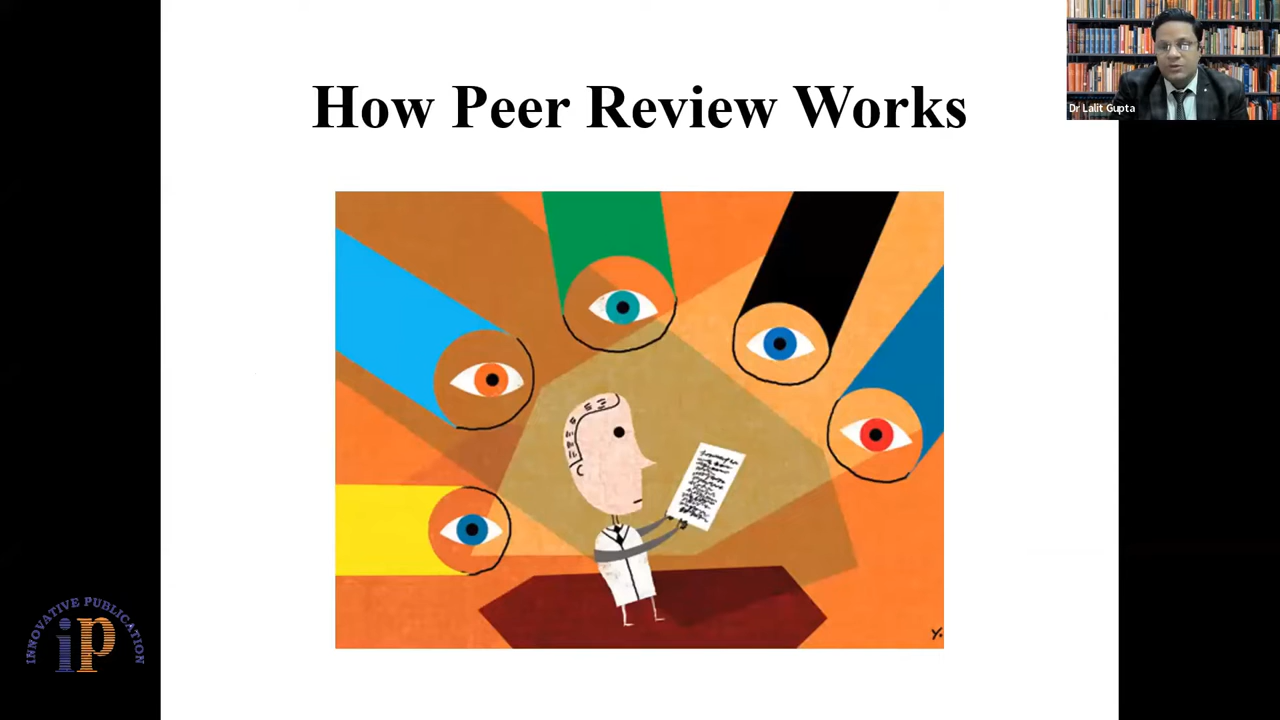 How Peer Review Works
Dr Lalit Gupta
INNOVATIVE PUBLICATION
iP
Y.